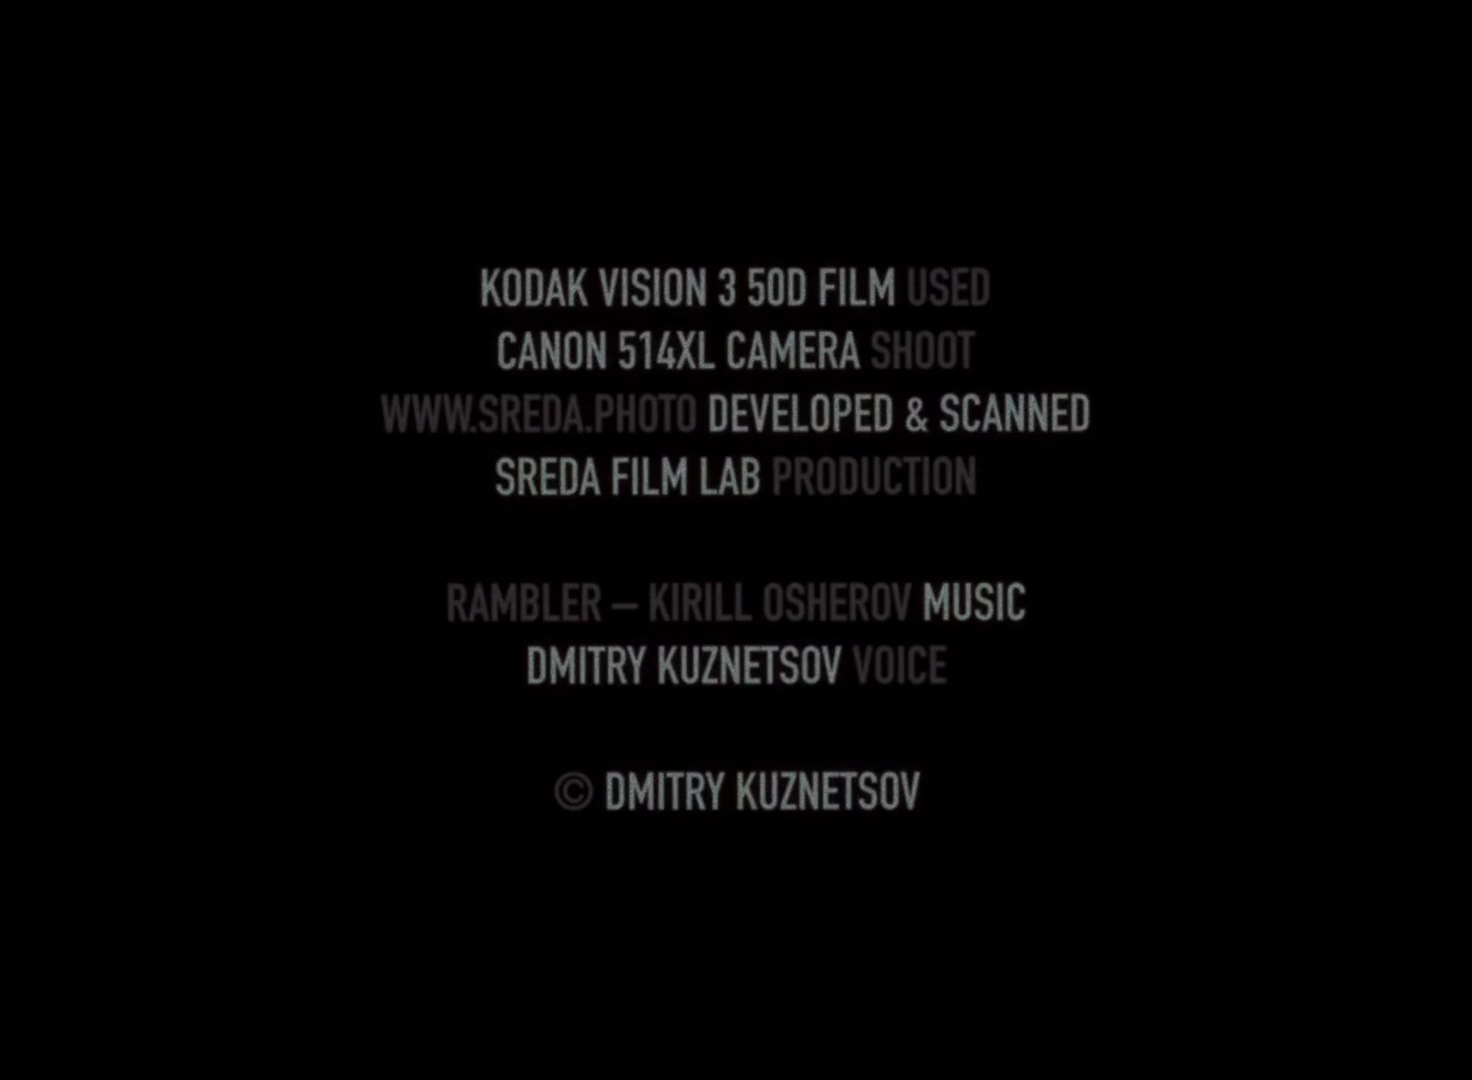 KODAK VISION 3 50D FILM USED
CANON 514XL CAMERA SHOOT
WWW.SREDA.PHOTO DEVELOPED & SCANNED
SREDA FILM LAB PRODUCTION
RAMBLER – KIRILL OSHEROV MUSIC
DMITRY KUZNETSOV VOICE
© DMITRY KUZNETSOV